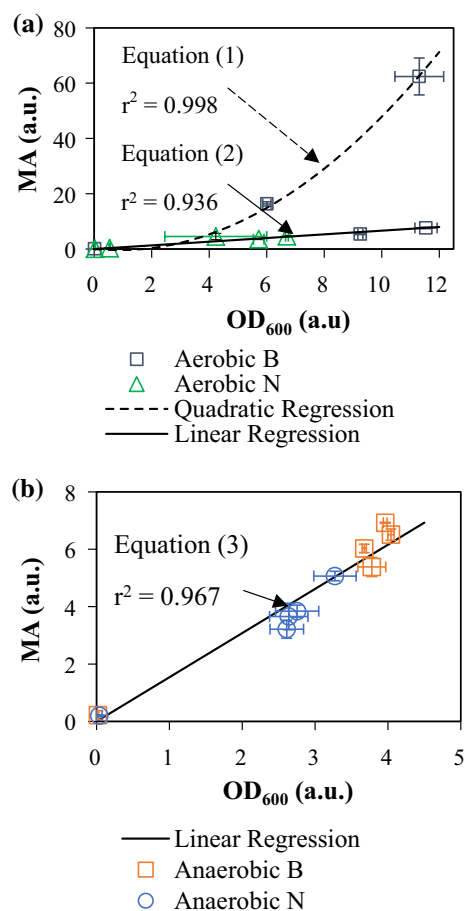 (a)
80
60
40
20
0
MA (a.u.)
Equation (1)
r² = 0.998
Equation (2)
r² = 0.936
0 2 4 6 8 10 12
OD₆₀₀ (a.u)
Aerobic B
Aerobic N
Quadratic Regression
Linear Regression
(b)
8
6
4
2
0
MA (a.u.)
Equation (3)
r² = 0.967
0 1 2 3 4 5
OD₆₀₀ (a.u.)
Linear Regression
Anaerobic B
Anaerobic N